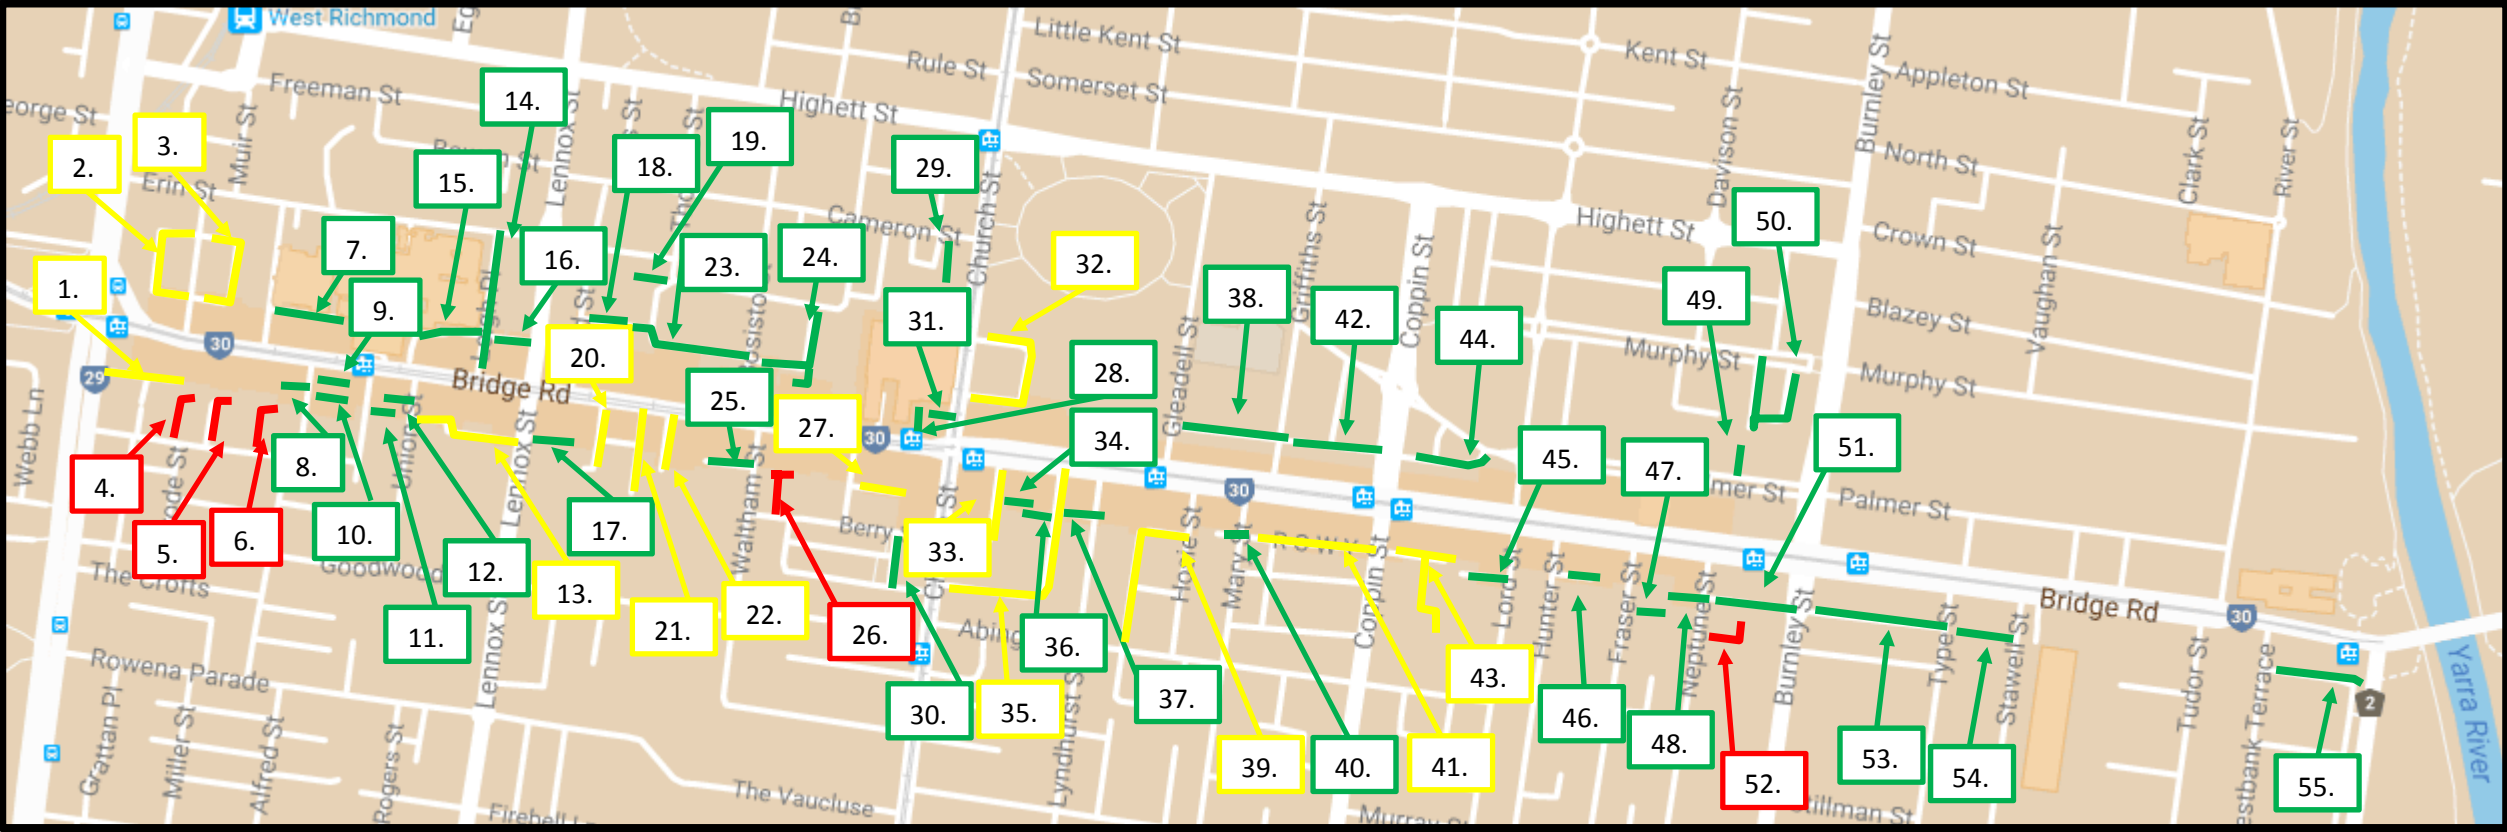 West Richmond
Little Kent St
Rule St
Somerset St
Kent St
Appleton St
Burnley St
Freeman St
eorge St
Highett St
Muir St
Lennox St
Davison St
Clark St
River St
North St
Erin St
Cameron St
Church St
Highett St
Crown St
Griffiths St
Coppin St
Vaughan St
Blazey St
Murphy St
Murphy St
Gleadell St
Bridge Rd
Webb Ln
Union St
Lennox St
Waltham St
Palmer St
mer St
Berry
Hotle St
Mary St
ROWY
Coppin St
Lord St
Hunter St
Fraser St
Neptune St
Burnley St
Type St
Stawell St
Bridge Rd
Tudor St
The Crofts
Goodwood
Abing
Rowena Parade
Lennox St
Grattan Pl
Miller St
Alfred St
Rogers St
The Vaucluse
Lyndhurst S
Firebell L
Murray St
tillman St
estbank Terrace
Yarra River
29
30
30
30
30
2
1.
2.
3.
4.
5.
6.
7.
8.
9.
10.
11.
12.
13.
14.
15.
16.
17.
18.
19.
20.
21.
22.
23.
24.
25.
26.
27.
28.
29.
30.
31.
32.
33.
34.
35.
36.
37.
38.
39.
40.
41.
42.
43.
44.
45.
46.
47.
48.
49.
50.
51.
52.
53.
54.
55.